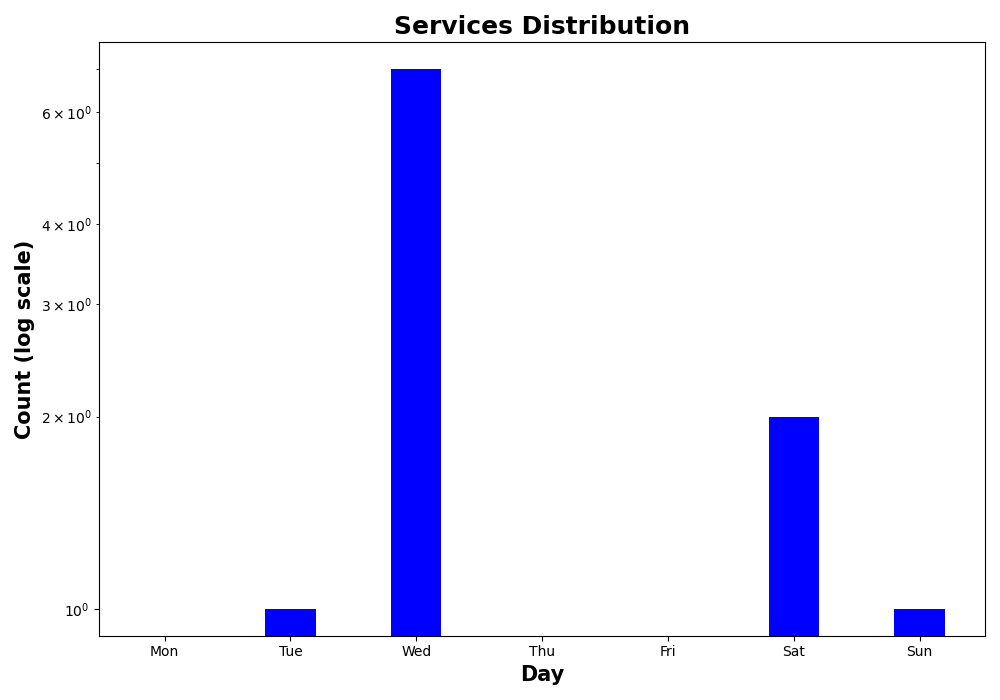 Services Distribution
Count (log scale)
6 × 10⁰
4 × 10⁰
3 × 10⁰
2 × 10⁰
10⁰
Mon Tue Wed Thu Fri Sat Sun
Day